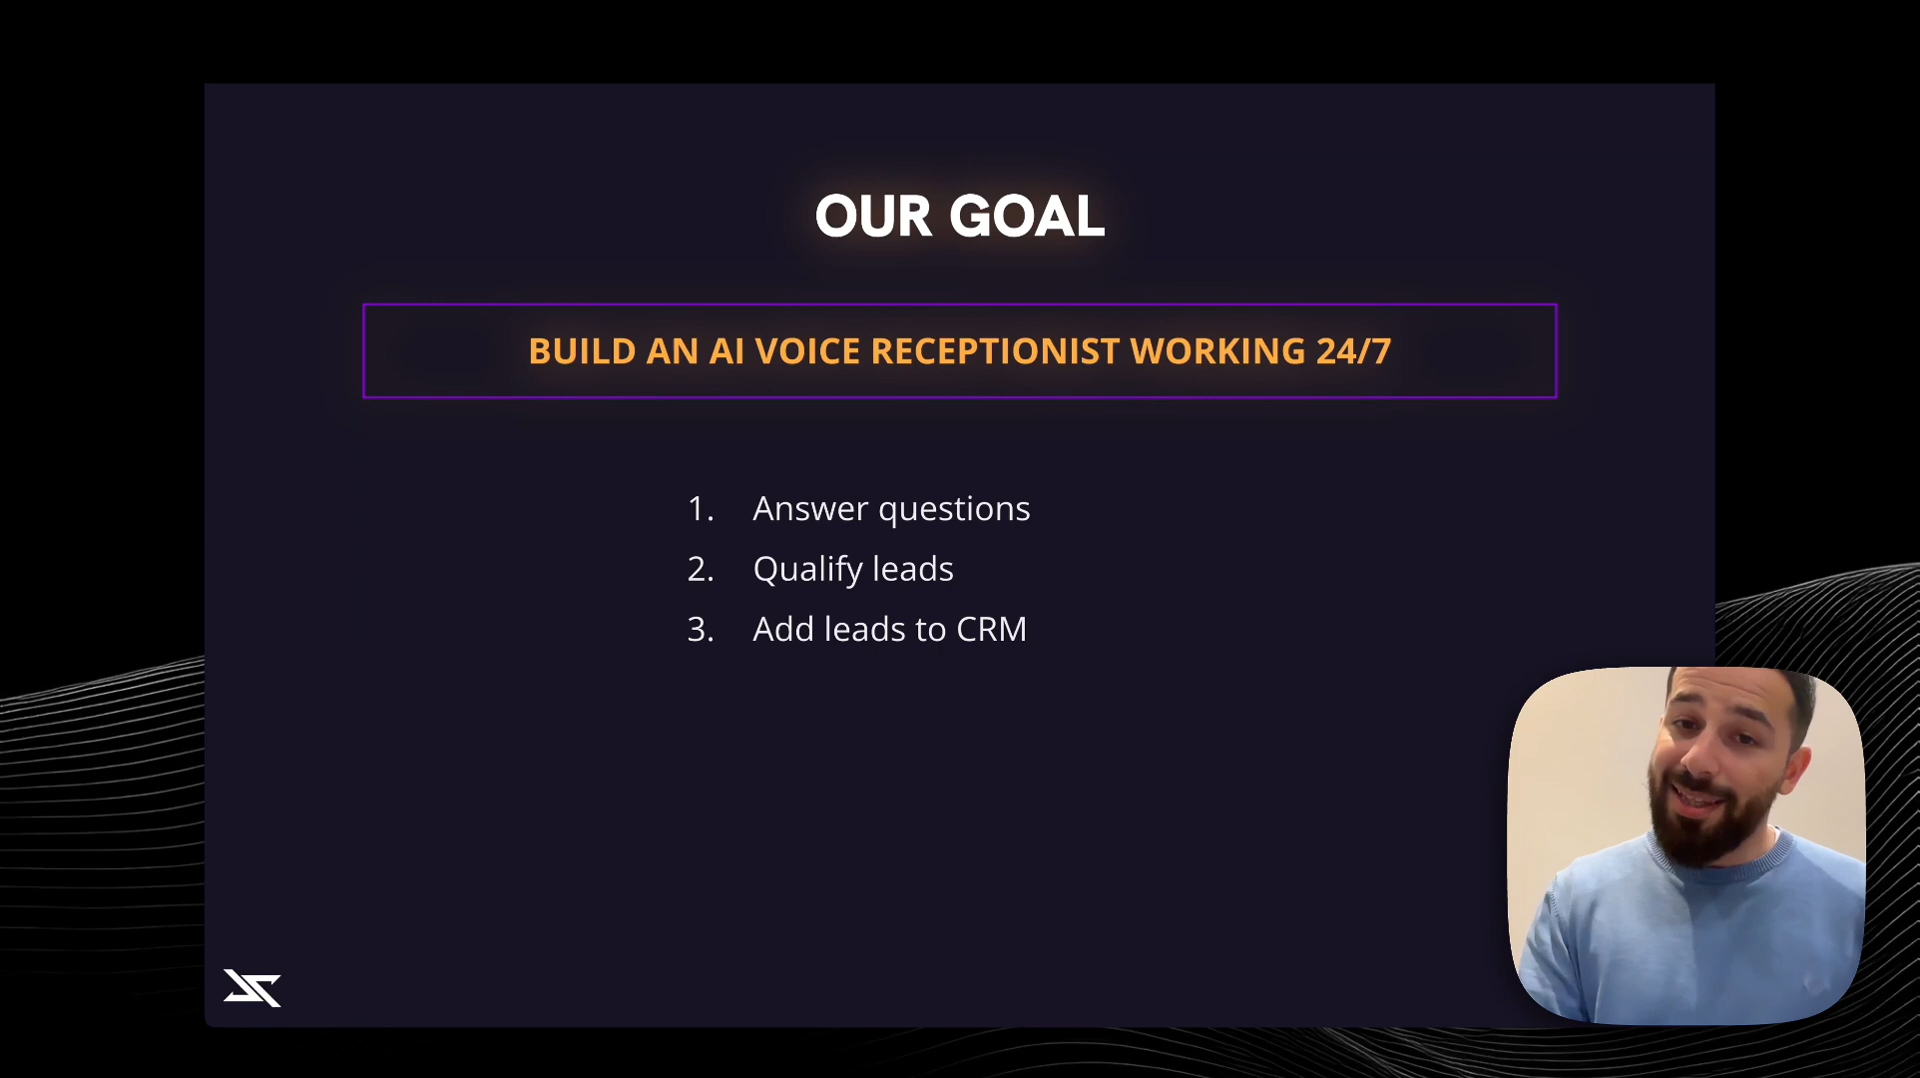 OUR GOAL
BUILD AN AI VOICE RECEPTIONIST WORKING 24/7
1. Answer questions
2. Qualify leads
3. Add leads to CRM